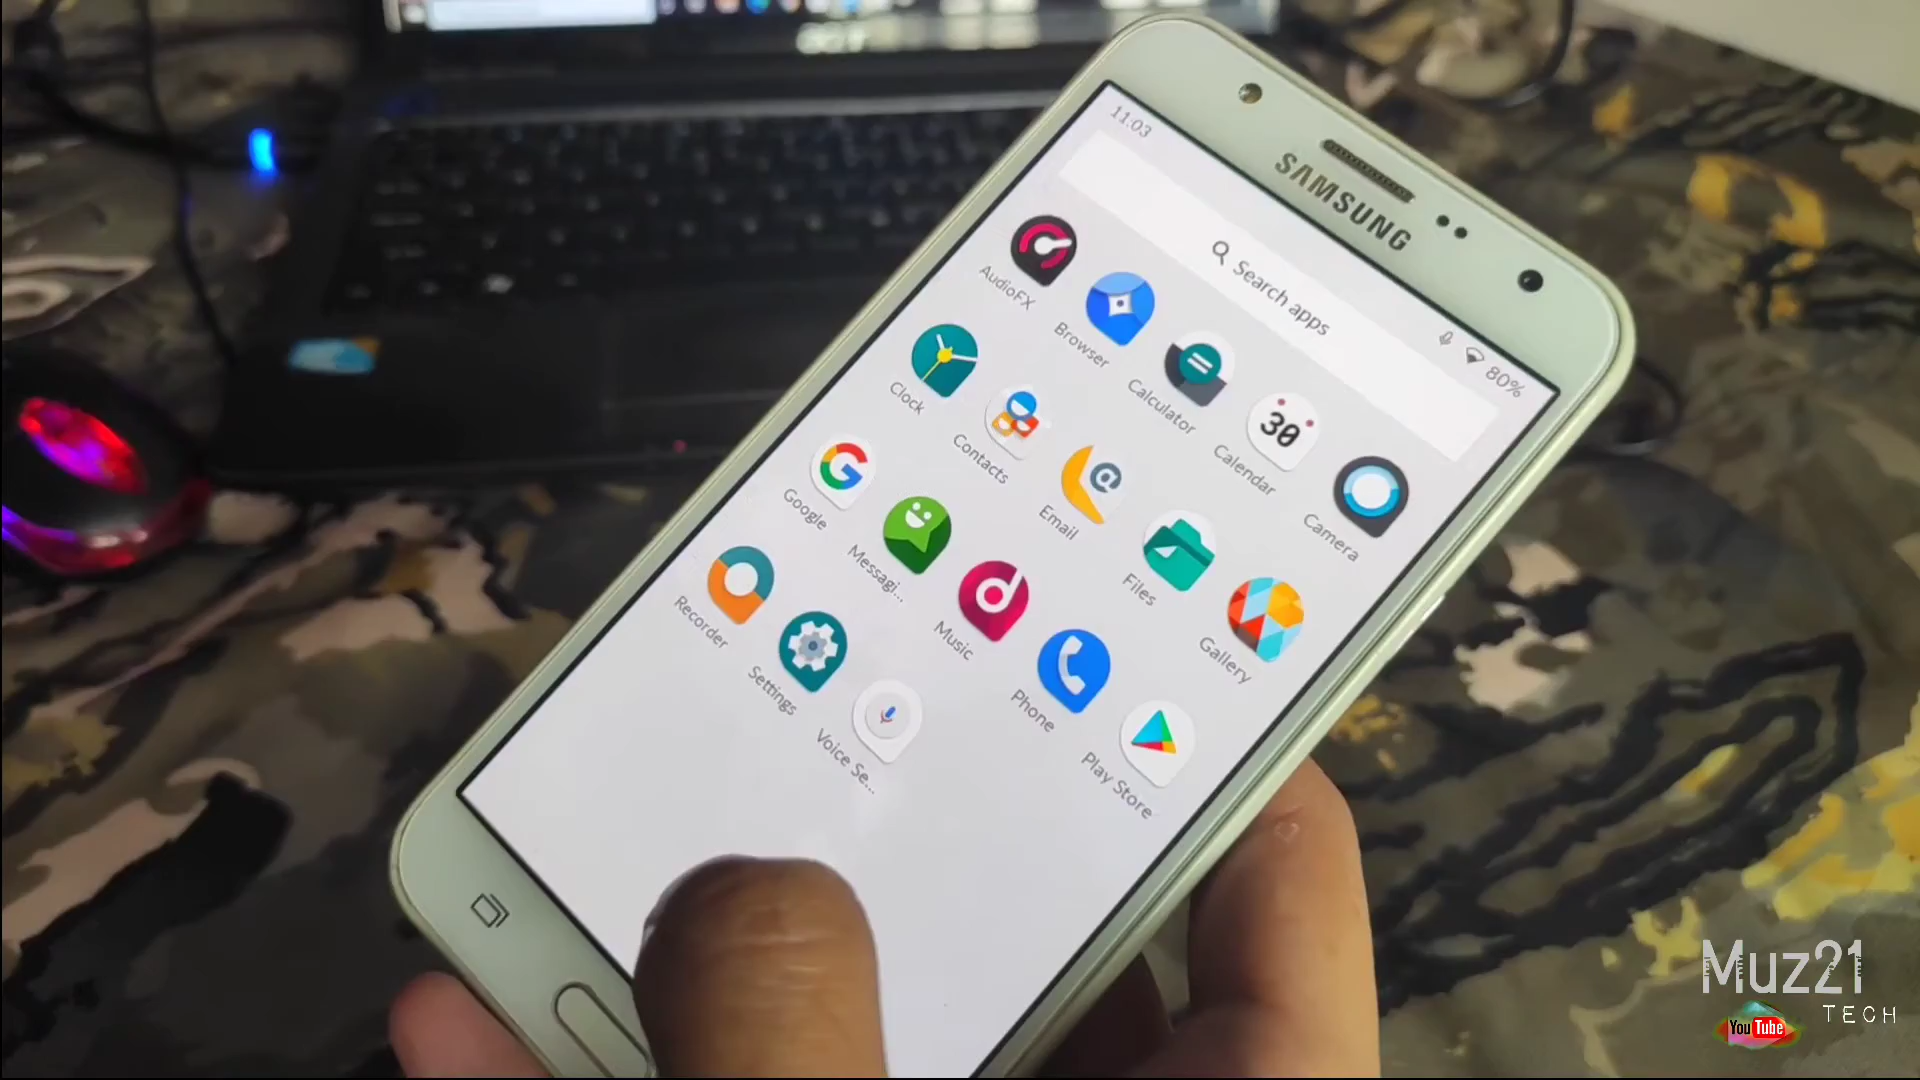 11:03
SAMSUNG
80%
Search apps
AudioFX
Browser
Calculator
Calendar
Camera
Clock
Contacts
Email
Files
Gallery
Google
Messagi...
Music
Phone
Play Store
Recorder
Settings
Voice Se...
30
Muz21
TECH
YouTube